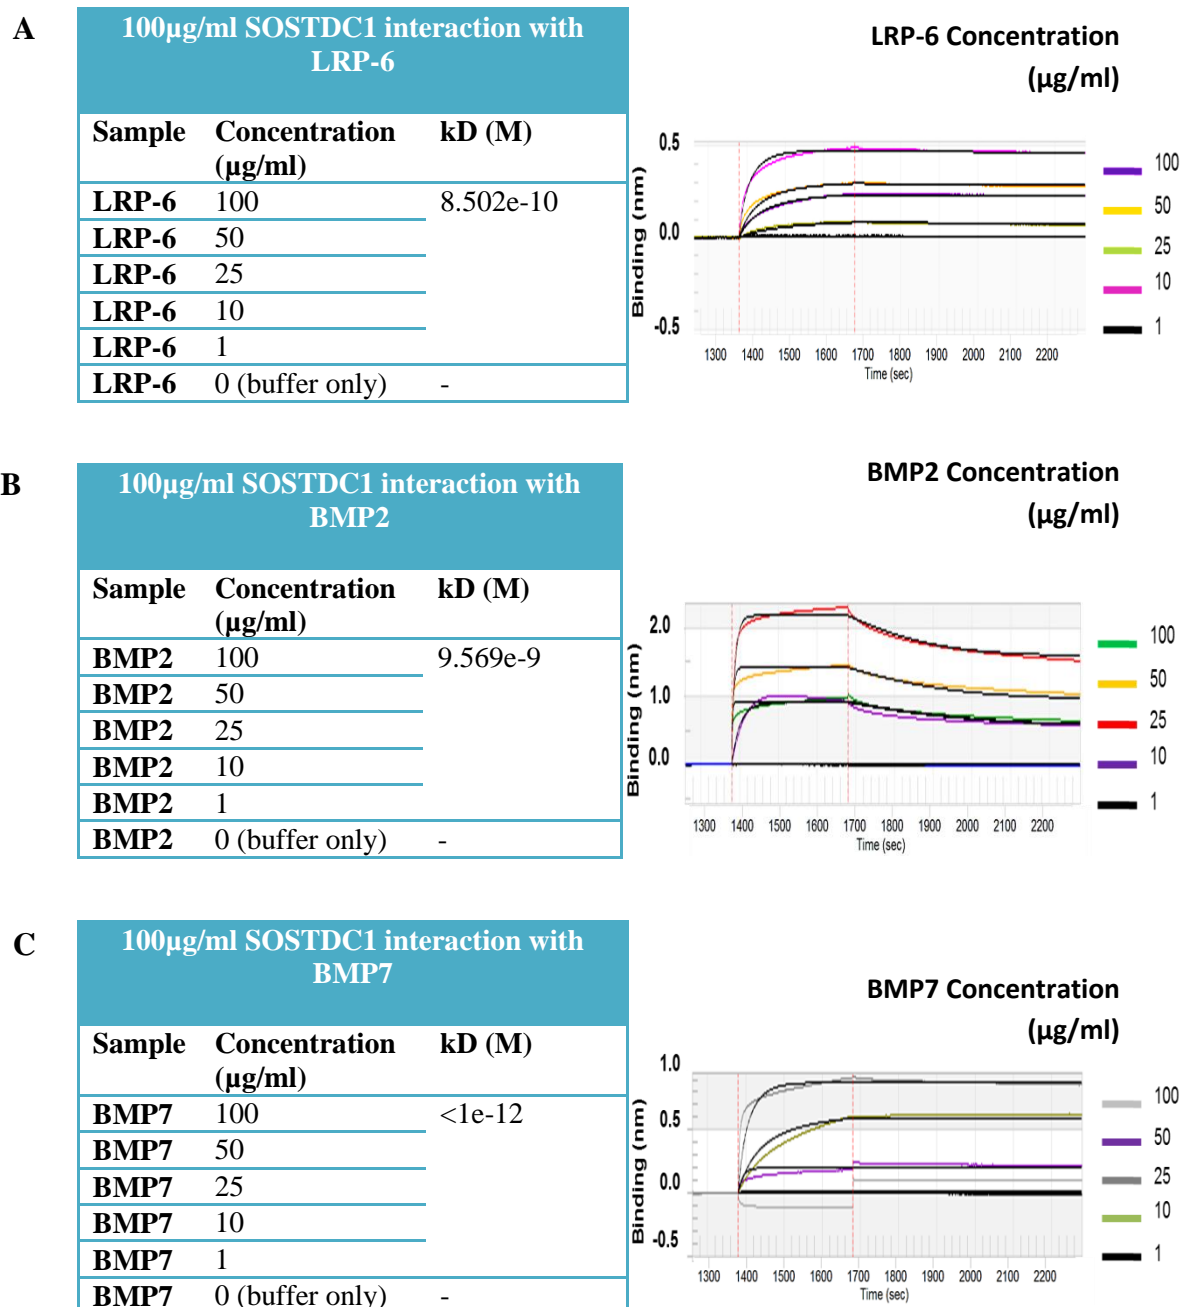 A
100µg/ml SOSTDC1 interaction with
LRP-6
Sample Concentration kD (M)
(µg/ml)
LRP-6 100 8.502e-10
LRP-6 50
LRP-6 25
LRP-6 10
LRP-6 1
LRP-6 0 (buffer only) -
LRP-6 Concentration
(µg/ml)
Binding (nm)
0.5
0.0
-0.5
1300 1400 1500 1600 1700 1800 1900 2000 2100 2200
Time (sec)
100
50
25
10
1
B
100µg/ml SOSTDC1 interaction with
BMP2
Sample Concentration kD (M)
(µg/ml)
BMP2 100 9.569e-9
BMP2 50
BMP2 25
BMP2 10
BMP2 1
BMP2 0 (buffer only) -
BMP2 Concentration
(µg/ml)
Binding (nm)
2.0
1.0
0.0
1300 1400 1500 1600 1700 1800 1900 2000 2100 2200
Time (sec)
100
50
25
10
1
C
100µg/ml SOSTDC1 interaction with
BMP7
Sample Concentration kD (M)
(µg/ml)
BMP7 100 <1e-12
BMP7 50
BMP7 25
BMP7 10
BMP7 1
BMP7 0 (buffer only) -
BMP7 Concentration
(µg/ml)
Binding (nm)
1.0
0.5
0.0
-0.5
1300 1400 1500 1600 1700 1800 1900 2000 2100 2200
Time (sec)
100
50
25
10
1